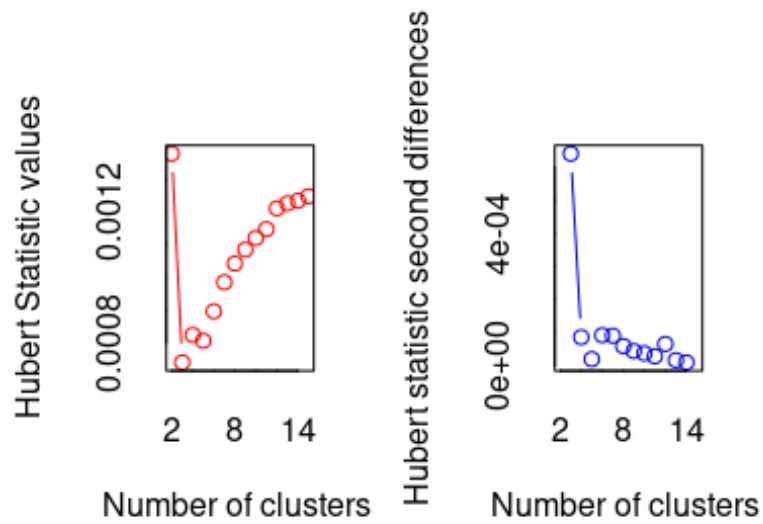 Hubert Statistic values
0.0008 0.0012
2 8 14
Number of clusters
Hubert statistic second differences
0e+00 4e-04
2 8 14
Number of clusters